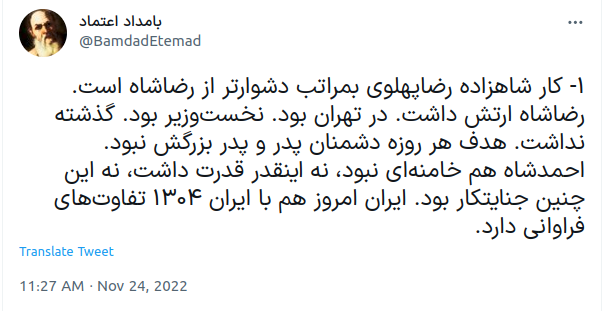 بامداد اعتماد
@BamdadEtemad
۱- کار شاهزاده رضاپهلوی بمراتب دشوارتر از رضاشاه است.
رضاشاه ارتش داشت. در تهران بود. نخست‌وزیر بود. گذشته
نداشت. هدف هر روزه دشمنان پدر و پدر بزرگش نبود.
احمدشاه هم خامنه‌ای نبود، نه اینقدر قدرت داشت، نه این
چنین جنایتکار بود. ایران امروز هم با ایران ۱۳۰۴ تفاوت‌های
فراوانی دارد.
Translate Tweet
11:27 AM · Nov 24, 2022